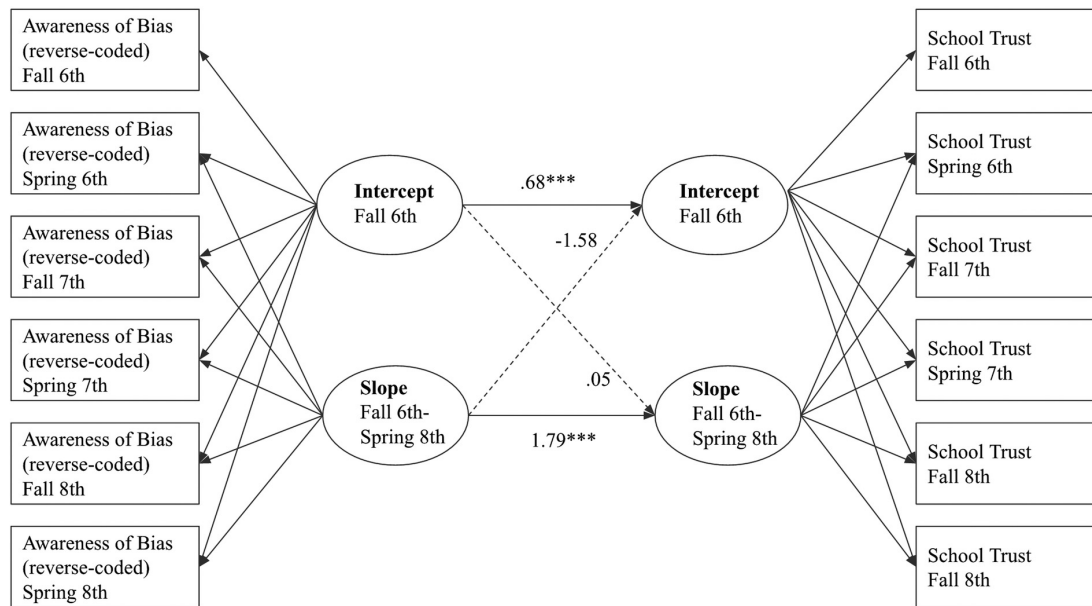 Awareness of Bias
(reverse-coded)
Fall 6th
Awareness of Bias
(reverse-coded)
Spring 6th
Awareness of Bias
(reverse-coded)
Fall 7th
Awareness of Bias
(reverse-coded)
Spring 7th
Awareness of Bias
(reverse-coded)
Fall 8th
Awareness of Bias
(reverse-coded)
Spring 8th
Intercept
Fall 6th
Slope
Fall 6th-
Spring 8th
.68***
-1.58
.05
1.79***
Intercept
Fall 6th
Slope
Fall 6th-
Spring 8th
School Trust
Fall 6th
School Trust
Spring 6th
School Trust
Fall 7th
School Trust
Spring 7th
School Trust
Fall 8th
School Trust
Fall 8th